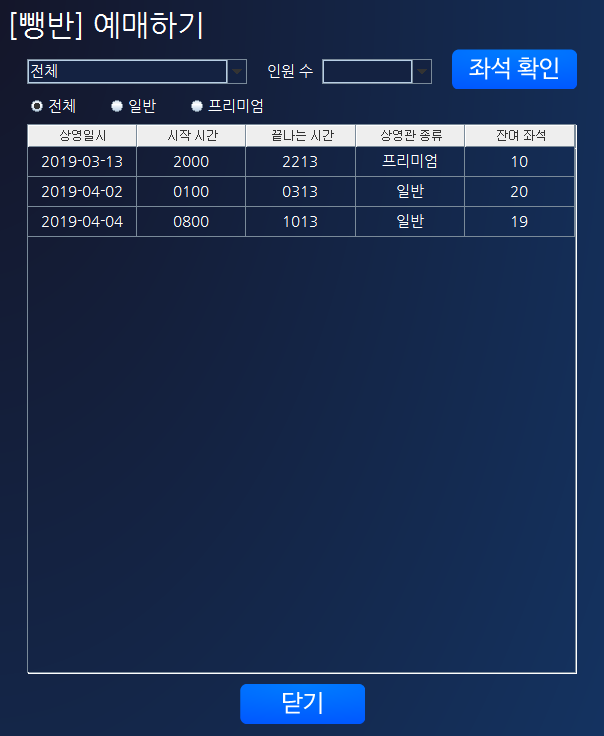 [뺑반] 예매하기
전체 인원 수 좌석 확인
전체 일반 프리미엄
상영일시 시작 시간 끝나는 시간 상영관 종류 잔여 좌석
2019-03-13 2000 2213 프리미엄 10
2019-04-02 0100 0313 일반 20
2019-04-04 0800 1013 일반 19
닫기